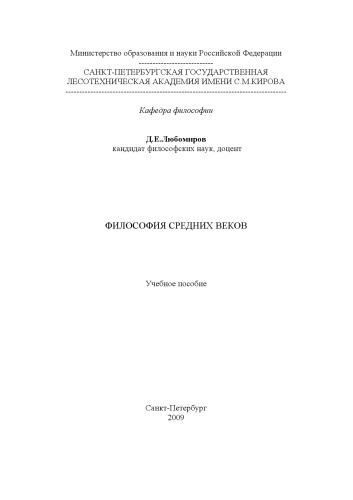 Министерство образования и науки Российской Федерации
---------------------------
САНКТ-ПЕТЕРБУРГСКАЯ ГОСУДАРСТВЕННАЯ
ЛЕСОТЕХНИЧЕСКАЯ АКАДЕМИЯ ИМЕНИ С.М.КИРОВА
--------------------------------------------------------------------------------
Кафедра философии
Д.Е.Любомиров
кандидат философских наук, доцент
ФИЛОСОФИЯ СРЕДНИХ ВЕКОВ
Учебное пособие
Санкт-Петербург
2009